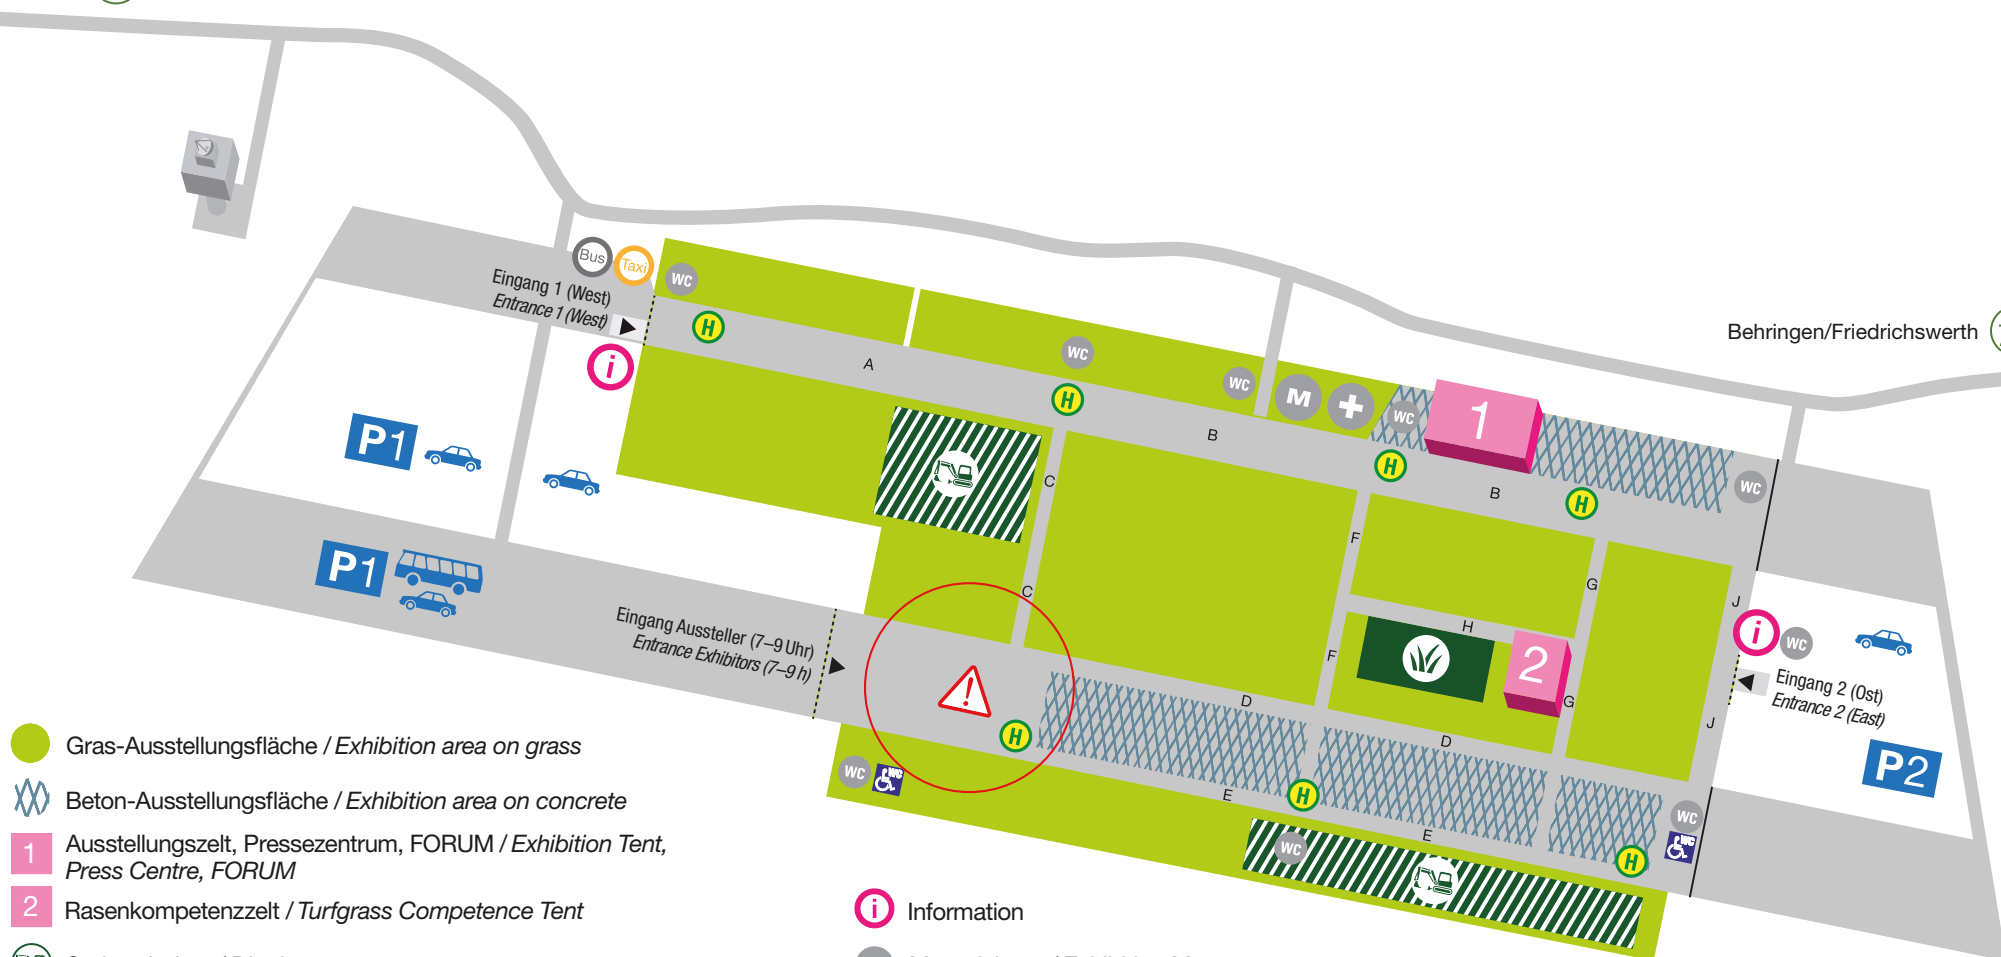 Bus
Taxi
Eingang 1 (West)
Entrance 1 (West)
WC
H
i
A
WC
H
WC
M
WC
1
B
H
B
H
WC
Behringen/Friedrichswerth
P1
P1
C
C
F
F
G
G
H
J
J
2
i
WC
Eingang 2 (Ost)
Entrance 2 (East)
P2
Eingang Aussteller (7–9 Uhr)
Entrance Exhibitors (7–9 h)
!
H
WC
WC
D
D
E
H
E
WC
H
WC
WC
Gras-Ausstellungsfläche / Exhibition area on grass
Beton-Ausstellungsfläche / Exhibition area on concrete
1 Ausstellungszelt, Pressezentrum, FORUM / Exhibition Tent,
Press Centre, FORUM
2 Rasenkompetenzzelt / Turfgrass Competence Tent
i Information